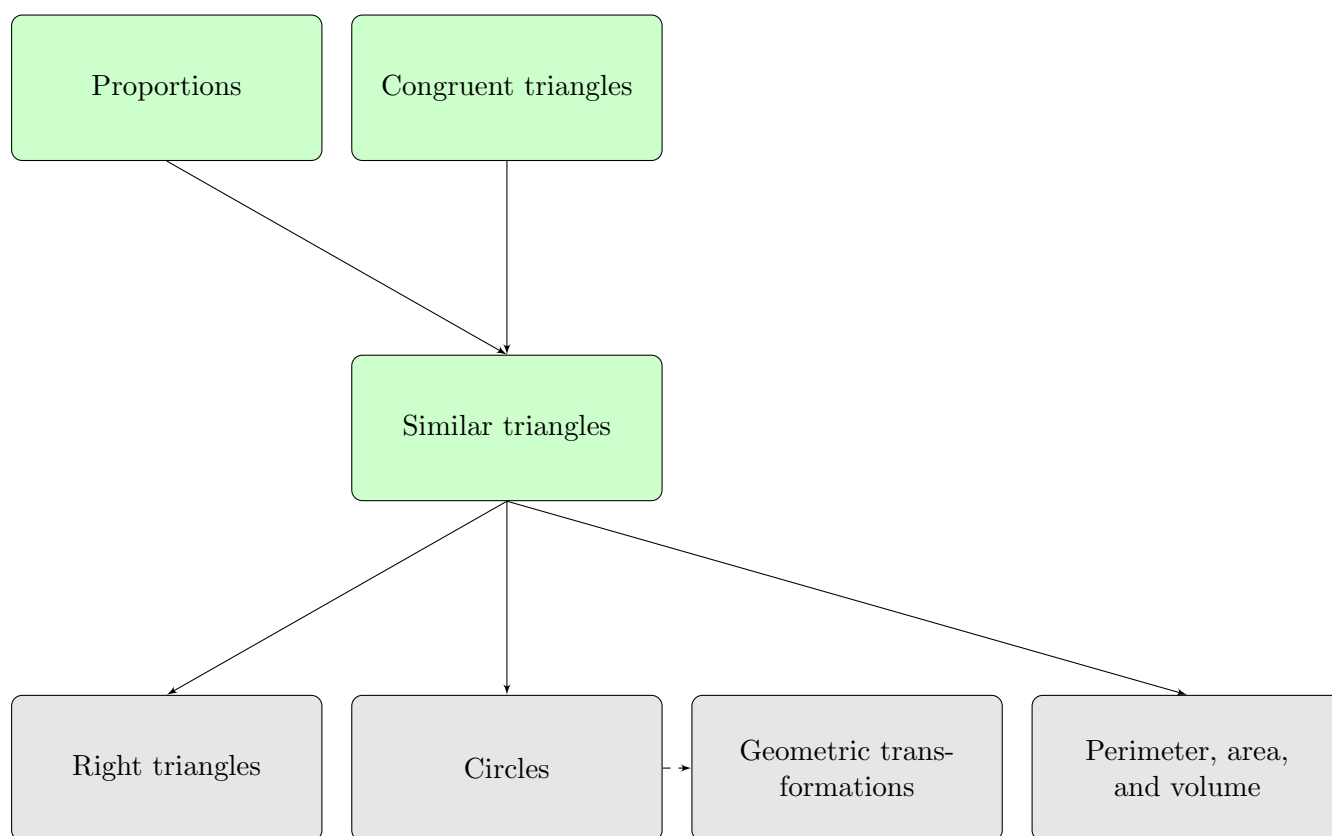 Proportions
Congruent triangles
Similar triangles
Right triangles
Circles
Geometric trans-
formations
Perimeter, area,
and volume